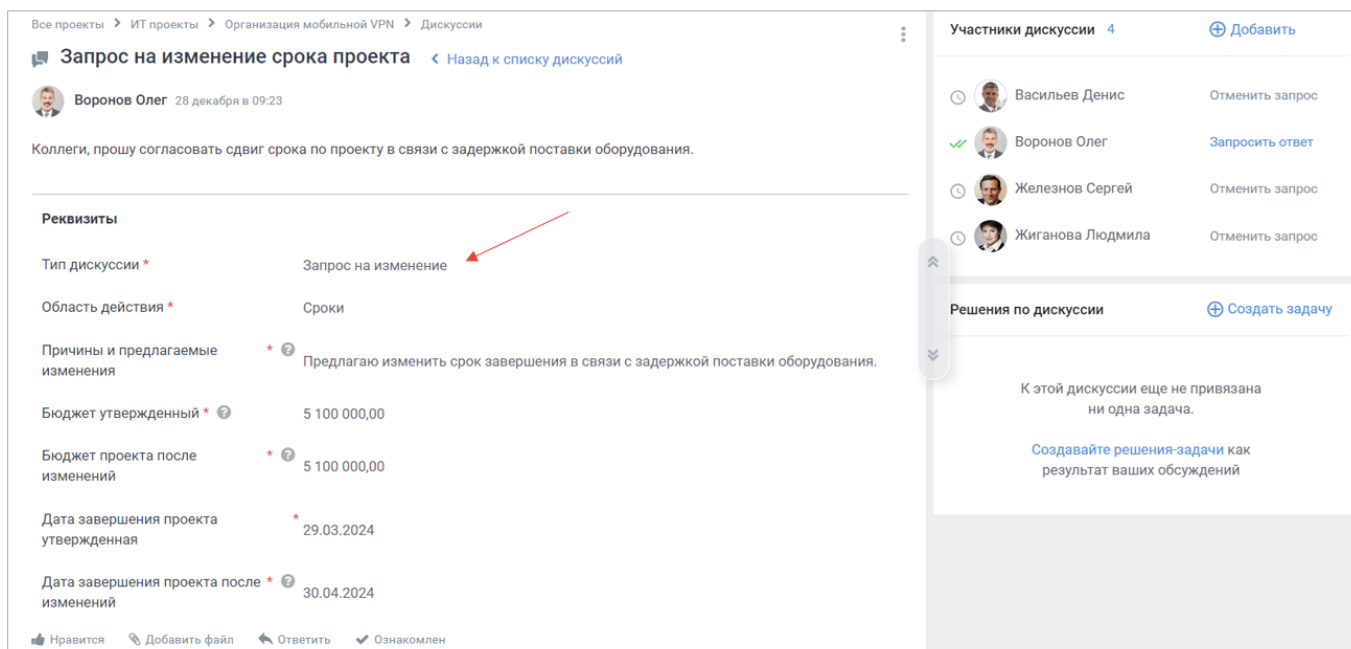 Все проекты > ИТ проекты > Организация мобильной VPN > Дискуссии
Запрос на изменение срока проекта < Назад к списку дискуссий
Воронов Олег 28 декабря в 09:23
Коллеги, прошу согласовать сдвиг срока по проекту в связи с задержкой поставки оборудования.
Реквизиты
Тип дискуссии * Запрос на изменение
Область действия * Сроки
Причины и предлагаемые * ?
изменения
Предлагаю изменить срок завершения в связи с задержкой поставки оборудования.
Бюджет утвержденный * ? 5 100 000,00
Бюджет проекта после * ?
изменений
5 100 000,00
Дата завершения проекта *
утвержденная
29.03.2024
Дата завершения проекта после * ?
изменений
30.04.2024
Нравится Добавить файл Ответить Ознакомлен
Участники дискуссии 4 Добавить
Васильев Денис Отменить запрос
Воронов Олег Запросить ответ
Железнов Сергей Отменить запрос
Жиганова Людмила Отменить запрос
Решения по дискуссии Создать задачу
К этой дискуссии еще не привязана
ни одна задача.
Создавайте решения-задачи как
результат ваших обсуждений